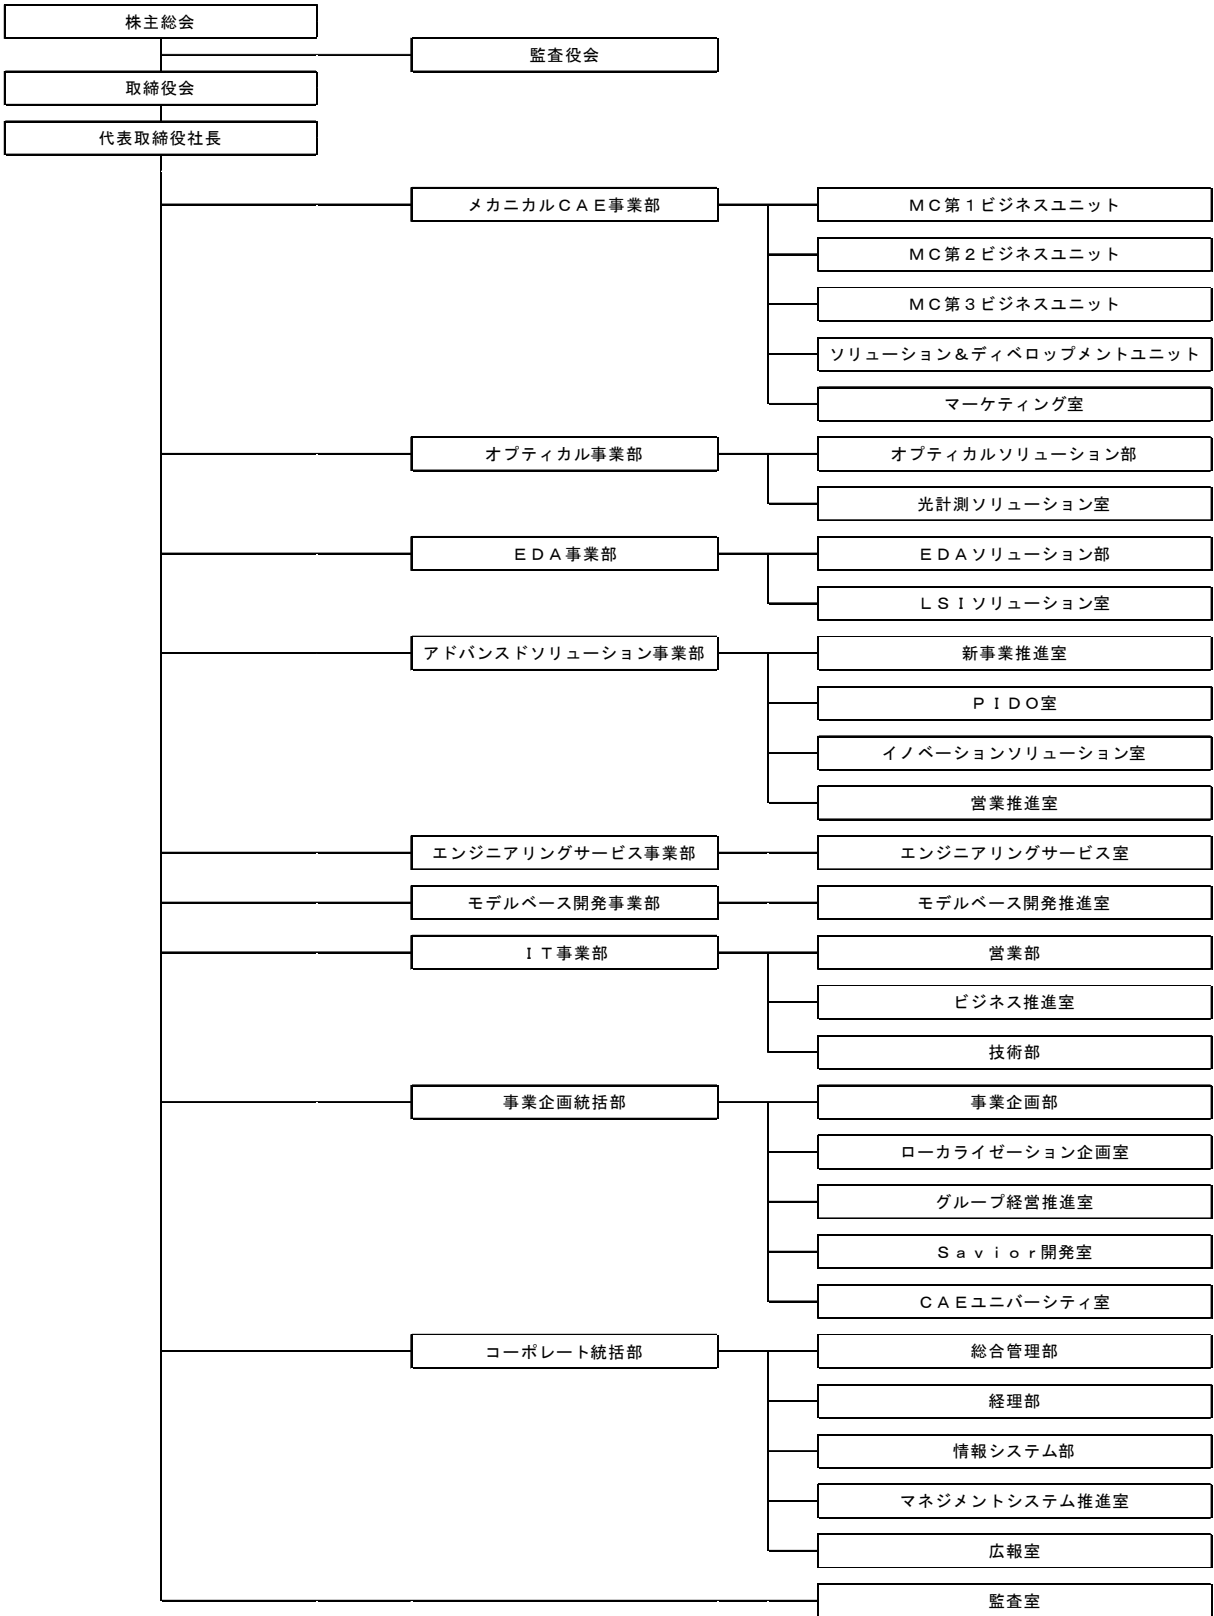 株主総会
監査役会
取締役会
代表取締役社長
メカニカルＣＡＥ事業部
ＭＣ第１ビジネスユニット
ＭＣ第２ビジネスユニット
ＭＣ第３ビジネスユニット
ソリューション＆ディベロップメントユニット
マーケティング室
オプティカル事業部
オプティカルソリューション部
光計測ソリューション室
ＥＤＡ事業部
ＥＤＡソリューション部
ＬＳＩソリューション室
アドバンスドソリューション事業部
新事業推進室
ＰＩＤＯ室
イノベーションソリューション室
営業推進室
エンジニアリングサービス事業部
エンジニアリングサービス室
モデルベース開発事業部
モデルベース開発推進室
ＩＴ事業部
営業部
ビジネス推進室
技術部
事業企画統括部
事業企画部
ローカライゼーション企画室
グループ経営推進室
Ｓａｖｉｏｒ開発室
ＣＡＥユニバーシティ室
コーポレート統括部
総合管理部
経理部
情報システム部
マネジメントシステム推進室
広報室
監査室